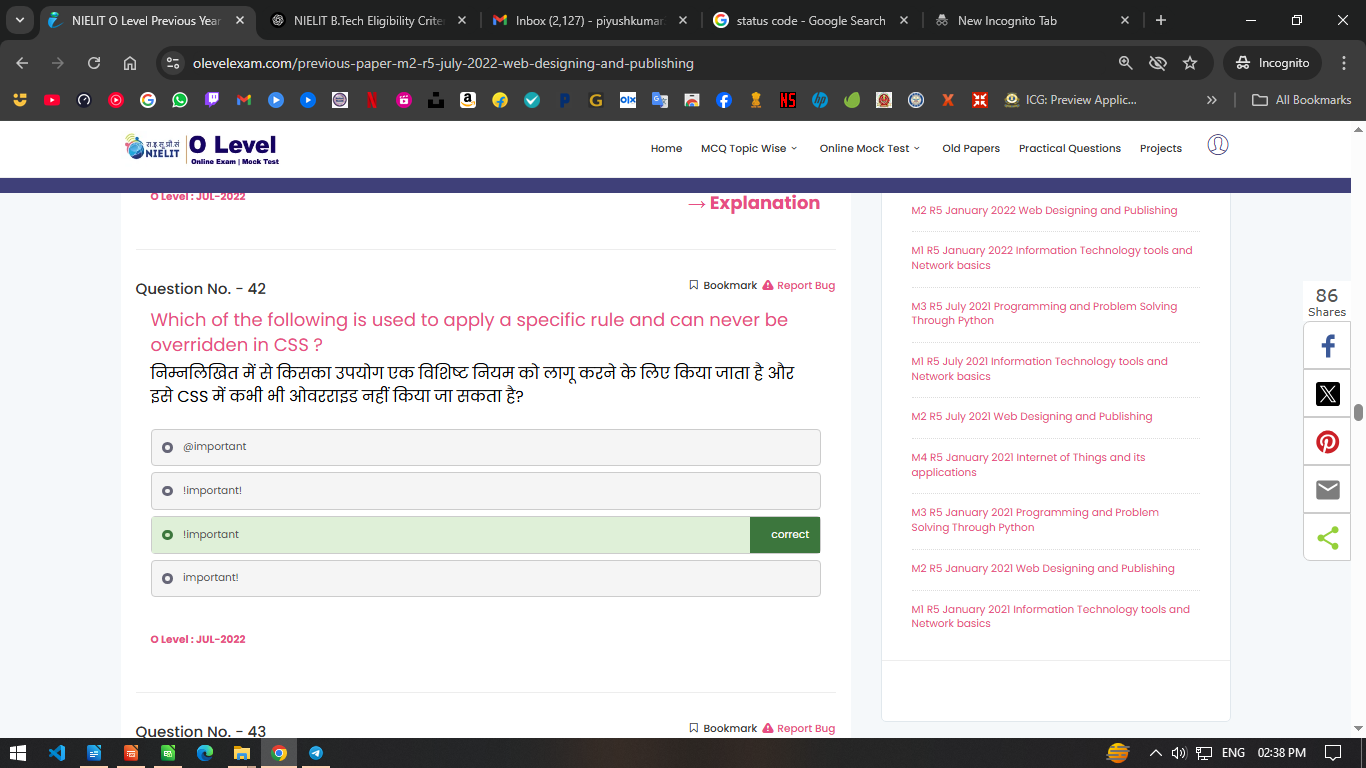 NIELIT O Level Previous Year
NIELIT B.Tech Eligibility Criter
Inbox (2,127) - piyushkumar
status code - Google Search
New Incognito Tab
olevelexam.com/previous-paper-m2-r5-july-2022-web-designing-and-publishing
Incognito
ICG: Preview Applic...
All Bookmarks
रा.इ.सू.प्रौ.सं
NIELIT
O Level
Online Exam | Mock Test
Home
MCQ Topic Wise
Online Mock Test
Old Papers
Practical Questions
Projects
O Level : JUL-2022
→ Explanation
Question No. - 42
Bookmark
Report Bug
Which of the following is used to apply a specific rule and can never be
overridden in CSS ?
निम्नलिखित में से किसका उपयोग एक विशिष्ट नियम को लागू करने के लिए किया जाता है और
इसे CSS में कभी भी ओवरराइड नहीं किया जा सकता है?
@important
!important!
!important
correct
important!
O Level : JUL-2022
Question No. - 43
Bookmark
Report Bug
M2 R5 January 2022 Web Designing and Publishing
M1 R5 January 2022 Information Technology tools and
Network basics
M3 R5 July 2021 Programming and Problem Solving
Through Python
M1 R5 July 2021 Information Technology tools and
Network basics
M2 R5 July 2021 Web Designing and Publishing
M4 R5 January 2021 Internet of Things and its
applications
M3 R5 January 2021 Programming and Problem
Solving Through Python
M2 R5 January 2021 Web Designing and Publishing
M1 R5 January 2021 Information Technology tools and
Network basics
86
Shares
ENG
02:38 PM